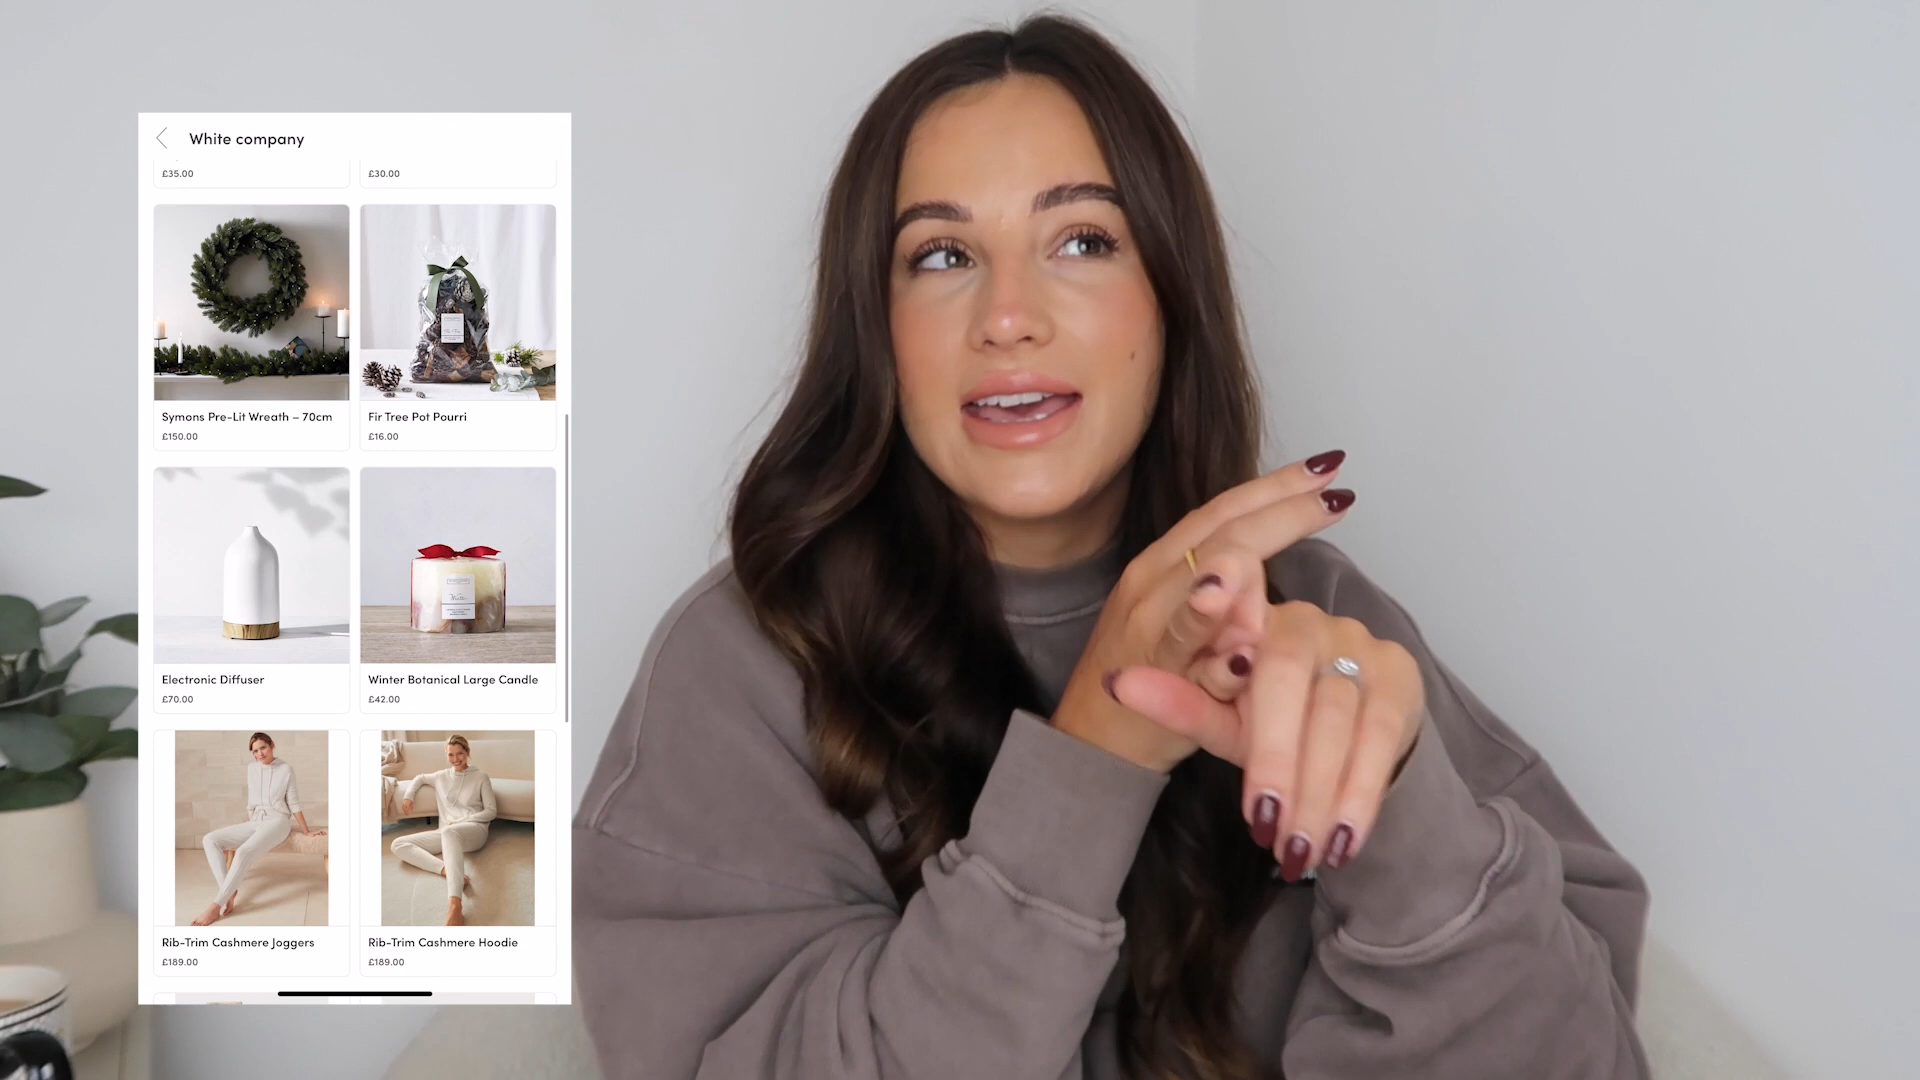 White company
£35.00
£30.00
Symons Pre-Lit Wreath – 70cm
£150.00
Fir Tree Pot Pourri
£16.00
Electronic Diffuser
£70.00
Winter Botanical Large Candle
£42.00
Rib-Trim Cashmere Joggers
£189.00
Rib-Trim Cashmere Hoodie
£189.00